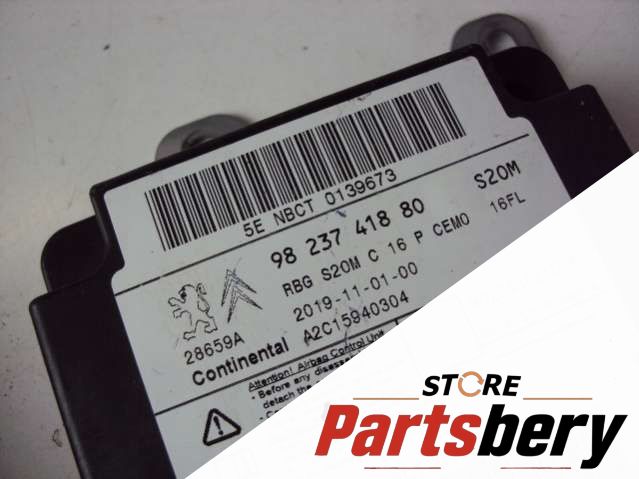 5E NBCT 0139673
98 237 418 80 S20M
RBG S20M C 16 P CEMO 16FL
2019-11-01-00
28659A
Continental A2C15940304
Attention! Airbag Control Unit
- Before any
detach the
STORE
Partsbery